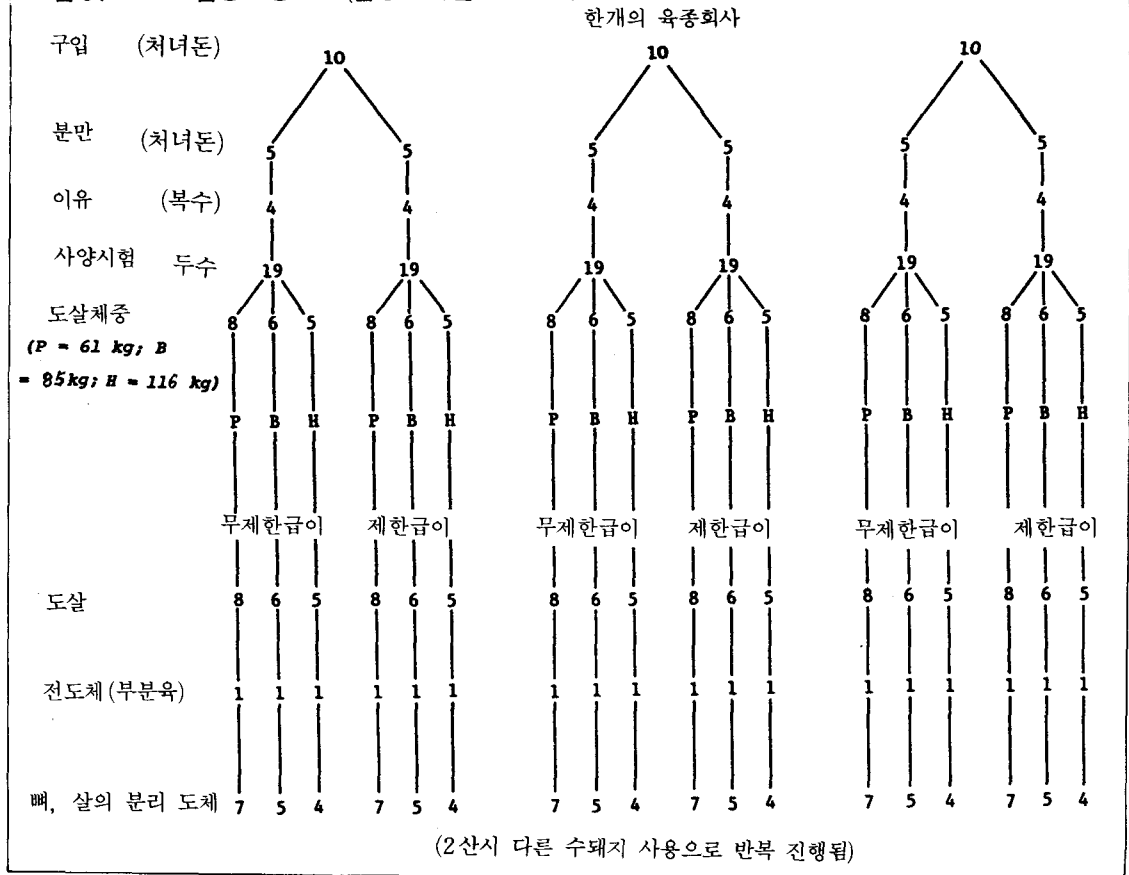 한개의 육종회사
구입 (처녀돈) 10 10 10
분만 (처녀돈) 5 5 5 5 5 5
이유 (복수) 4 4 4 4 4 4
사양시험 두수 19 19 19 19 19 19
도살체중 8 6 5 8 6 5 8 6 5 8 6 5 8 6 5 8 6 5
(P = 61 kg; B
= 85kg; H = 116 kg)
P B H P B H P B H P B H P B H P B H
무제한급이 제한급이 무제한급이 제한급이 무제한급이 제한급이
도살 8 6 5 8 6 5 8 6 5 8 6 5 8 6 5 8 6 5
전도체(부분육) 1 1 1 1 1 1 1 1 1 1 1 1 1 1 1 1 1 1
뼈, 살의 분리 도체 7 5 4 7 5 4 7 5 4 7 5 4 7 5 4 7 5 4
(2산시 다른 수돼지 사용으로 반복 진행됨)